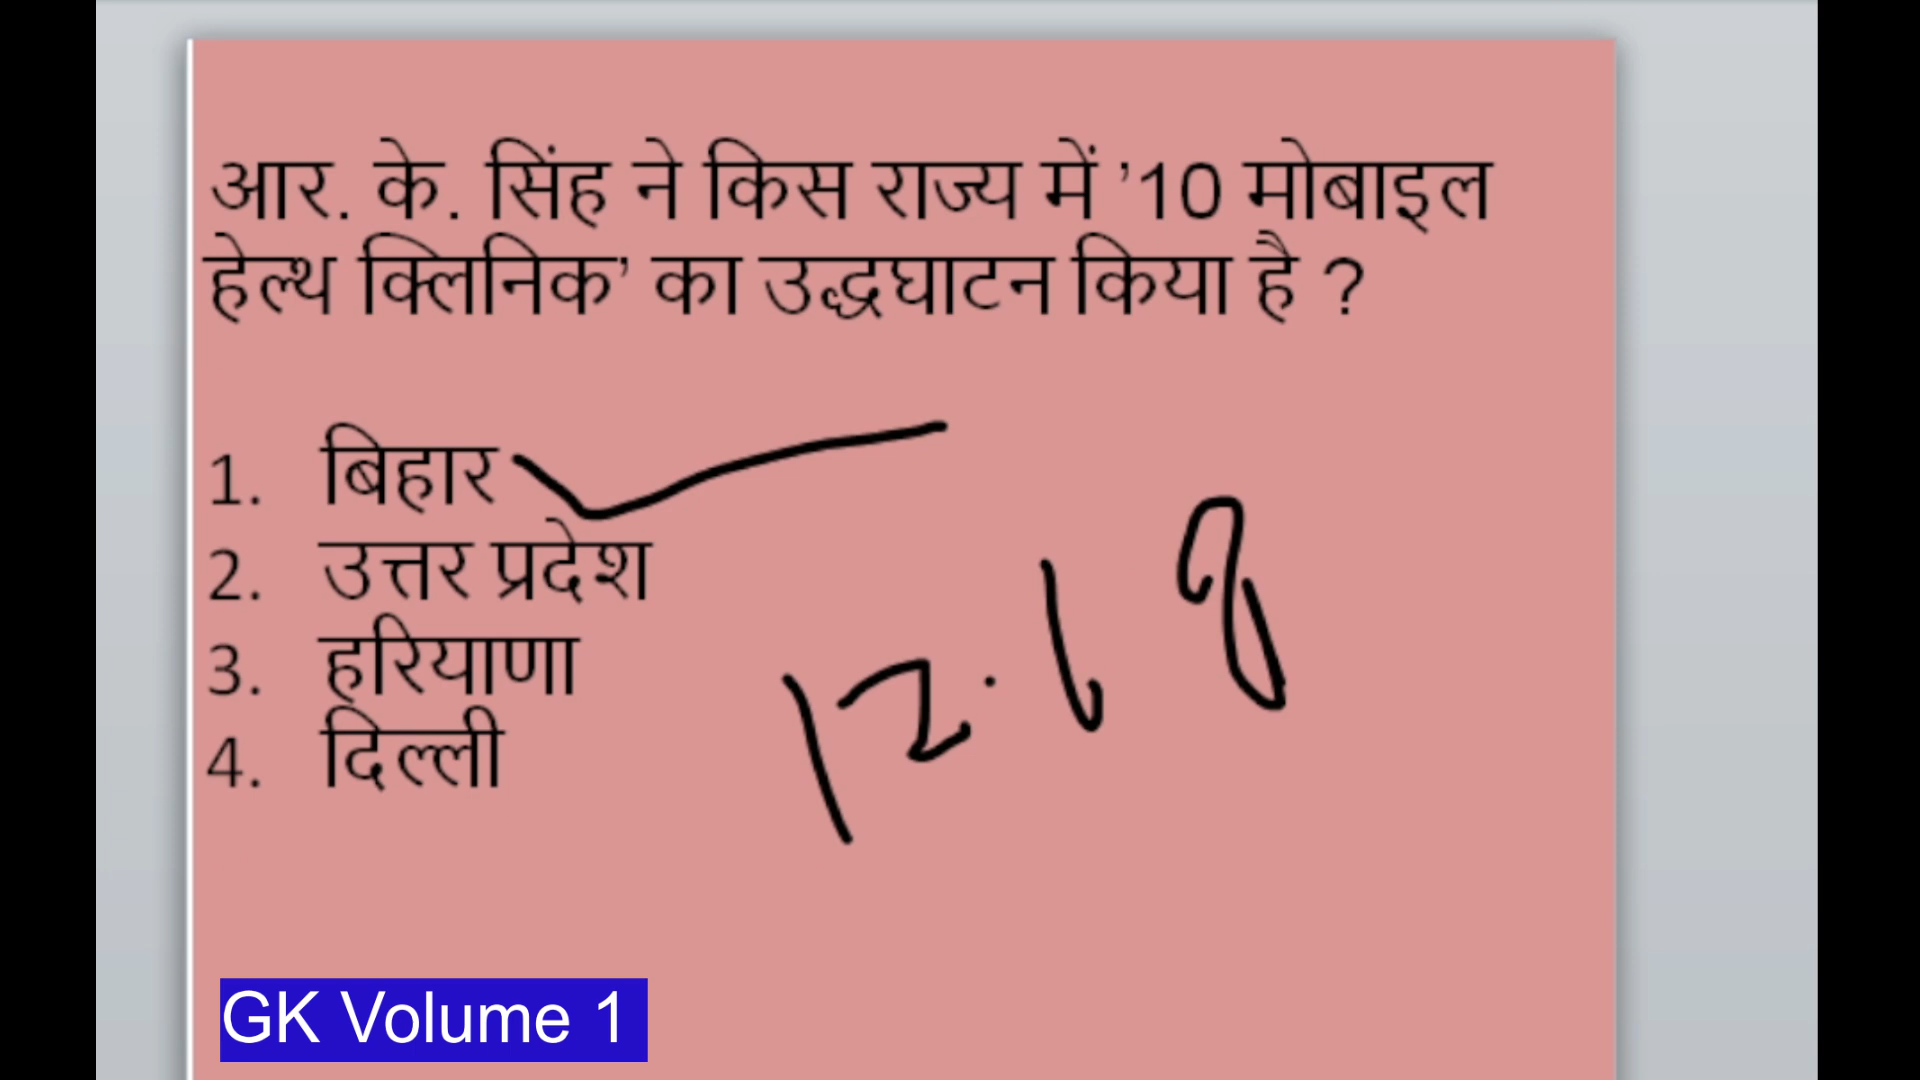 आर. के. सिंह ने किस राज्य में ’10 मोबाइल
हेल्थ क्लिनिक’ का उद्धघाटन किया है ?
1. बिहार
2. उत्तर प्रदेश
3. हरियाणा
4. दिल्ली
12.18
GK Volume 1